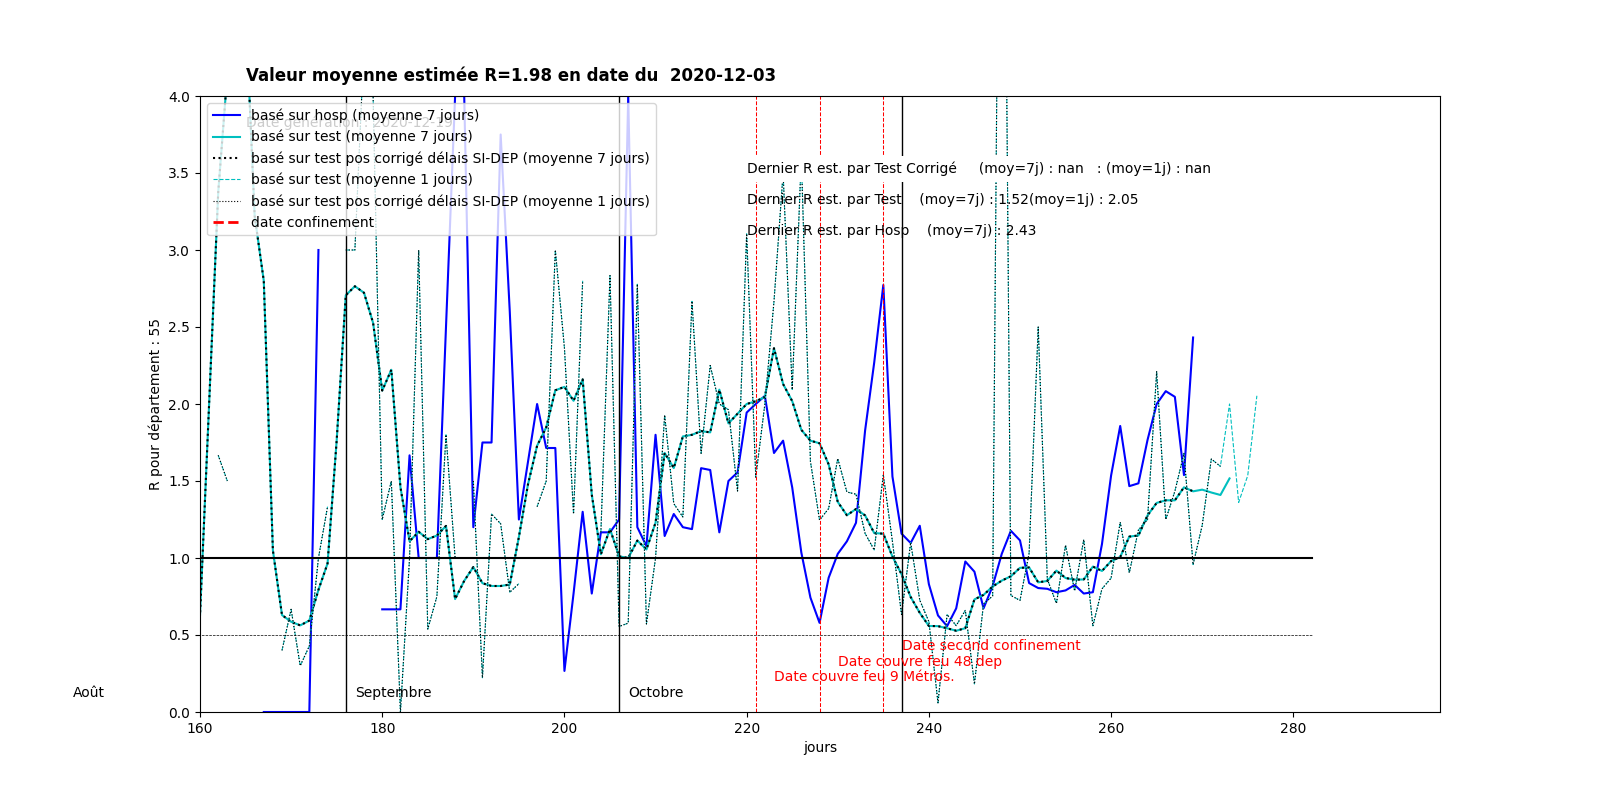 Valeur moyenne estimée R=1.98 en date du  2020-12-03
4.0
basé sur hosp (moyenne 7 jours)
basé sur test (moyenne 7 jours)
basé sur test pos corrigé délais SI-DEP (moyenne 7 jours)
basé sur test (moyenne 1 jours)
basé sur test pos corrigé délais SI-DEP (moyenne 1 jours)
date confinement
Dernier R est. par Test Corrigé     (moy=7j) : nan   : (moy=1j) : nan
Dernier R est. par Test    (moy=7j) : 1.52(moy=1j) : 2.05
Dernier R est. par Hosp    (moy=7j) : 2.43
3.5
3.0
2.5
2.0
1.5
1.0
0.5
0.0
R pour département : 55
Date second confinement
Date couvre feu 48 dep
Date couvre feu 9 Métros.
Août
Septembre
Octobre
160
180
200
220
240
260
280
jours